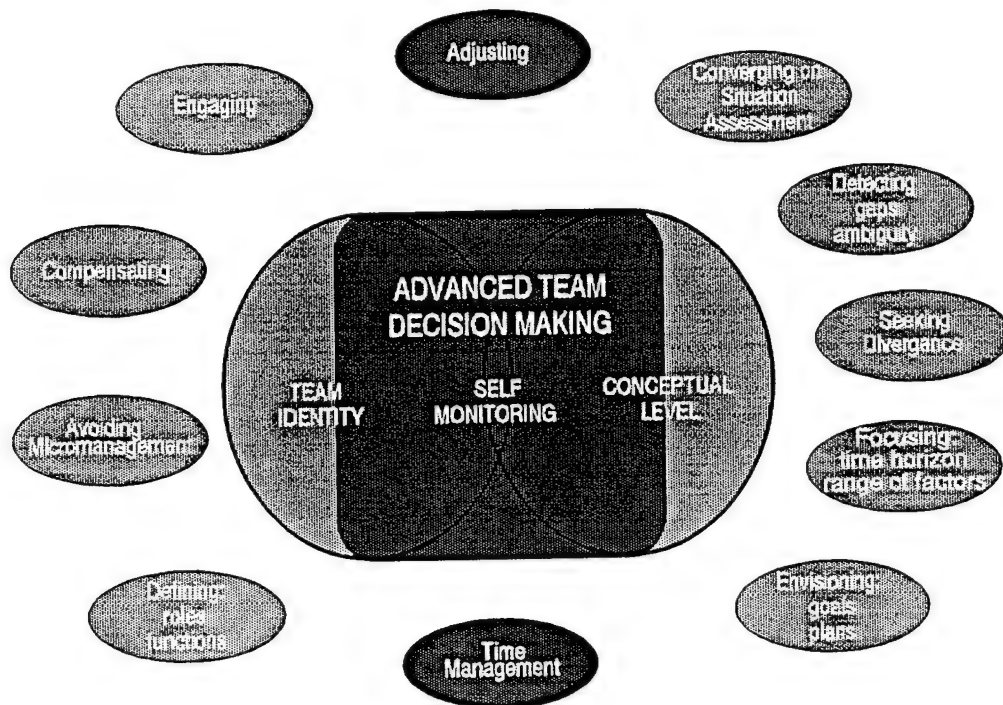 Adjusting
Engaging
Converging on
Situation
Assessment
Detecting
gaps
ambiguity
Compensating
ADVANCED TEAM
DECISION MAKING
Seeking
Divergance
TEAM
IDENTITY
SELF
MONITORING
CONCEPTUAL
LEVEL
Avoiding
Micromanagement
Focusing:
time horizon
range of factors
Defining:
roles
functions
Envisioning:
goals
plans
Time
Management